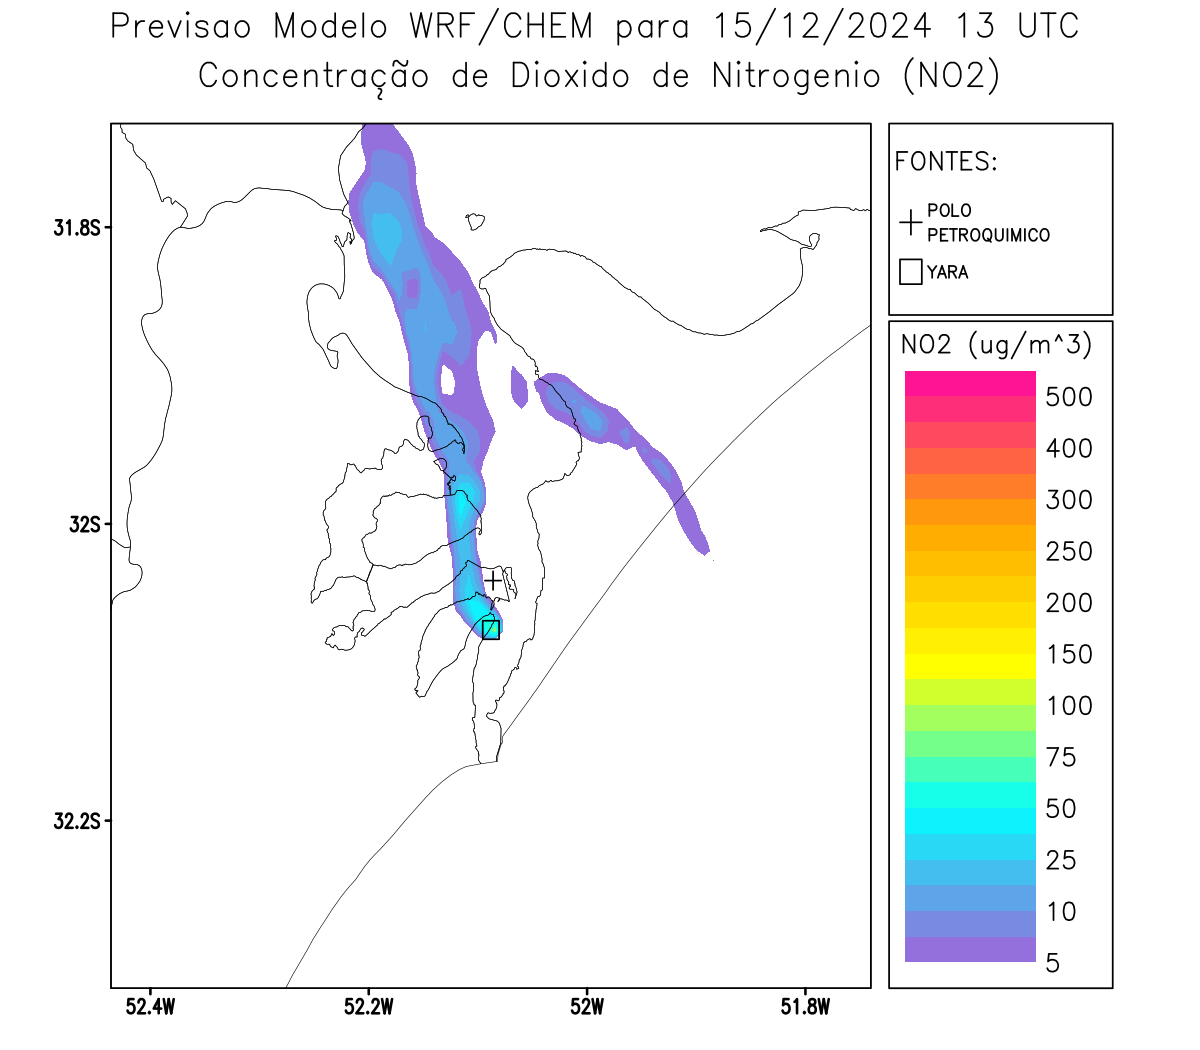 Previsao Modelo WRF/CHEM para 15/12/2024 13 UTC
Concentração de Dioxido de Nitrogenio (NO2)
FONTES:
POLO
PETROQUIMICO
YARA
NO2 (ug/m^3)
500
400
300
250
200
150
100
75
50
25
10
5
31.8S
32S
32.2S
52.4W
52.2W
52W
51.8W